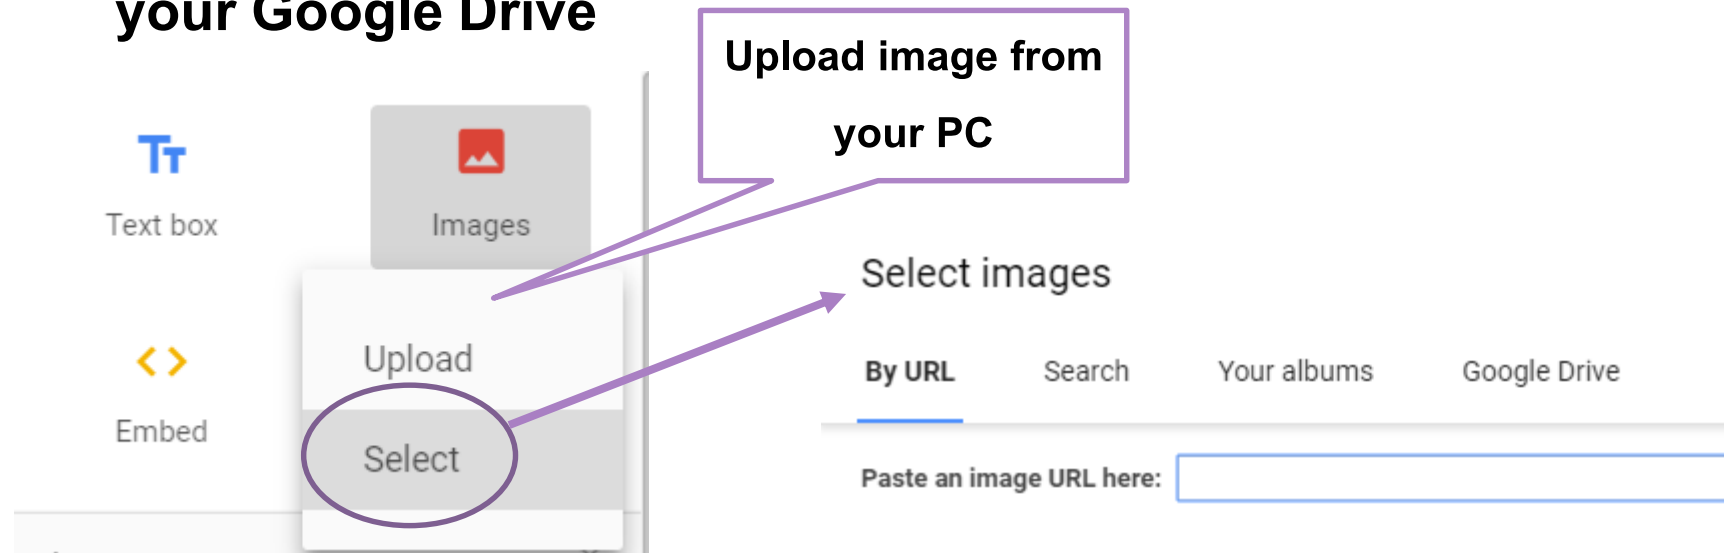 your Google Drive
Upload image from
your PC
Text box
Images
Embed
Upload
Select
Select images
By URL Search Your albums Google Drive
Paste an image URL here: